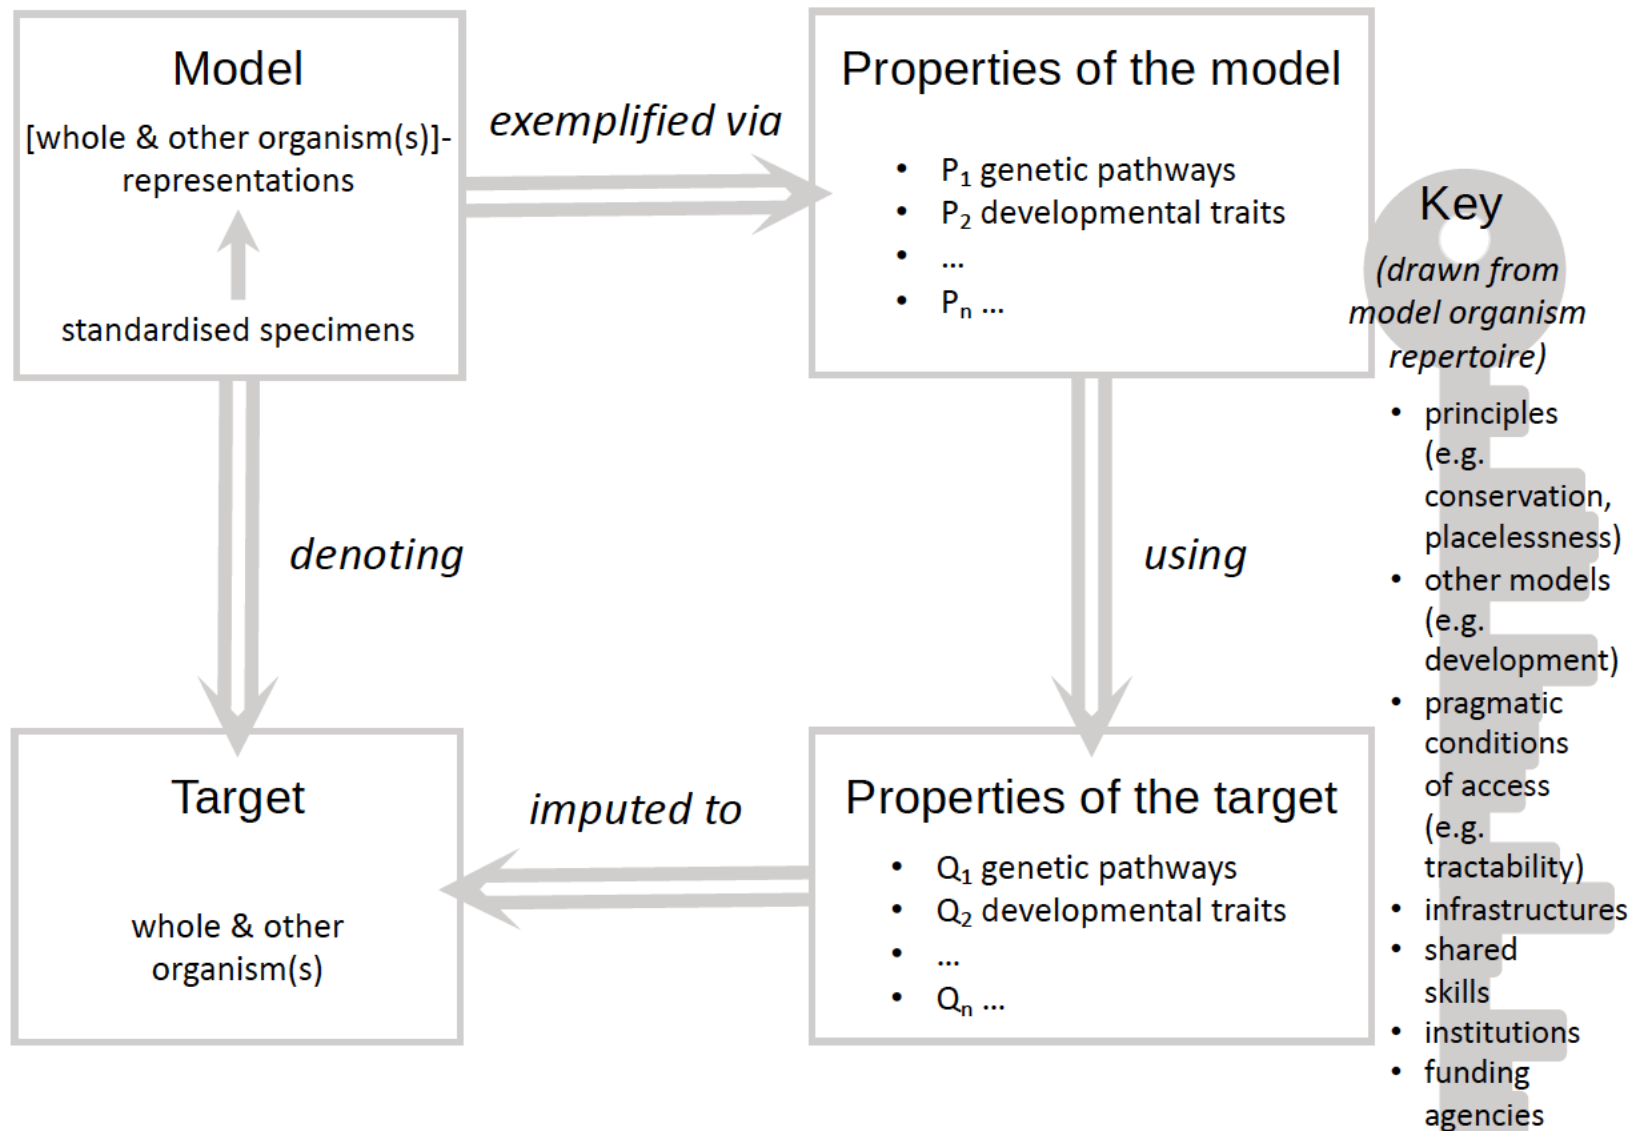 Model
[whole & other organism(s)]-
representations
standardised specimens
exemplified via
Properties of the model
• P₁ genetic pathways
• P₂ developmental traits
• ...
• Pₙ ...
denoting
using
Target
whole & other
organism(s)
imputed to
Properties of the target
• Q₁ genetic pathways
• Q₂ developmental traits
• ...
• Qₙ ...
Key
(drawn from
model organism
repertoire)
• principles
(e.g.
conservation,
placelessness)
• other models
(e.g.
development)
• pragmatic
conditions
of access
(e.g.
tractability)
• infrastructures
• shared
skills
• institutions
• funding
agencies